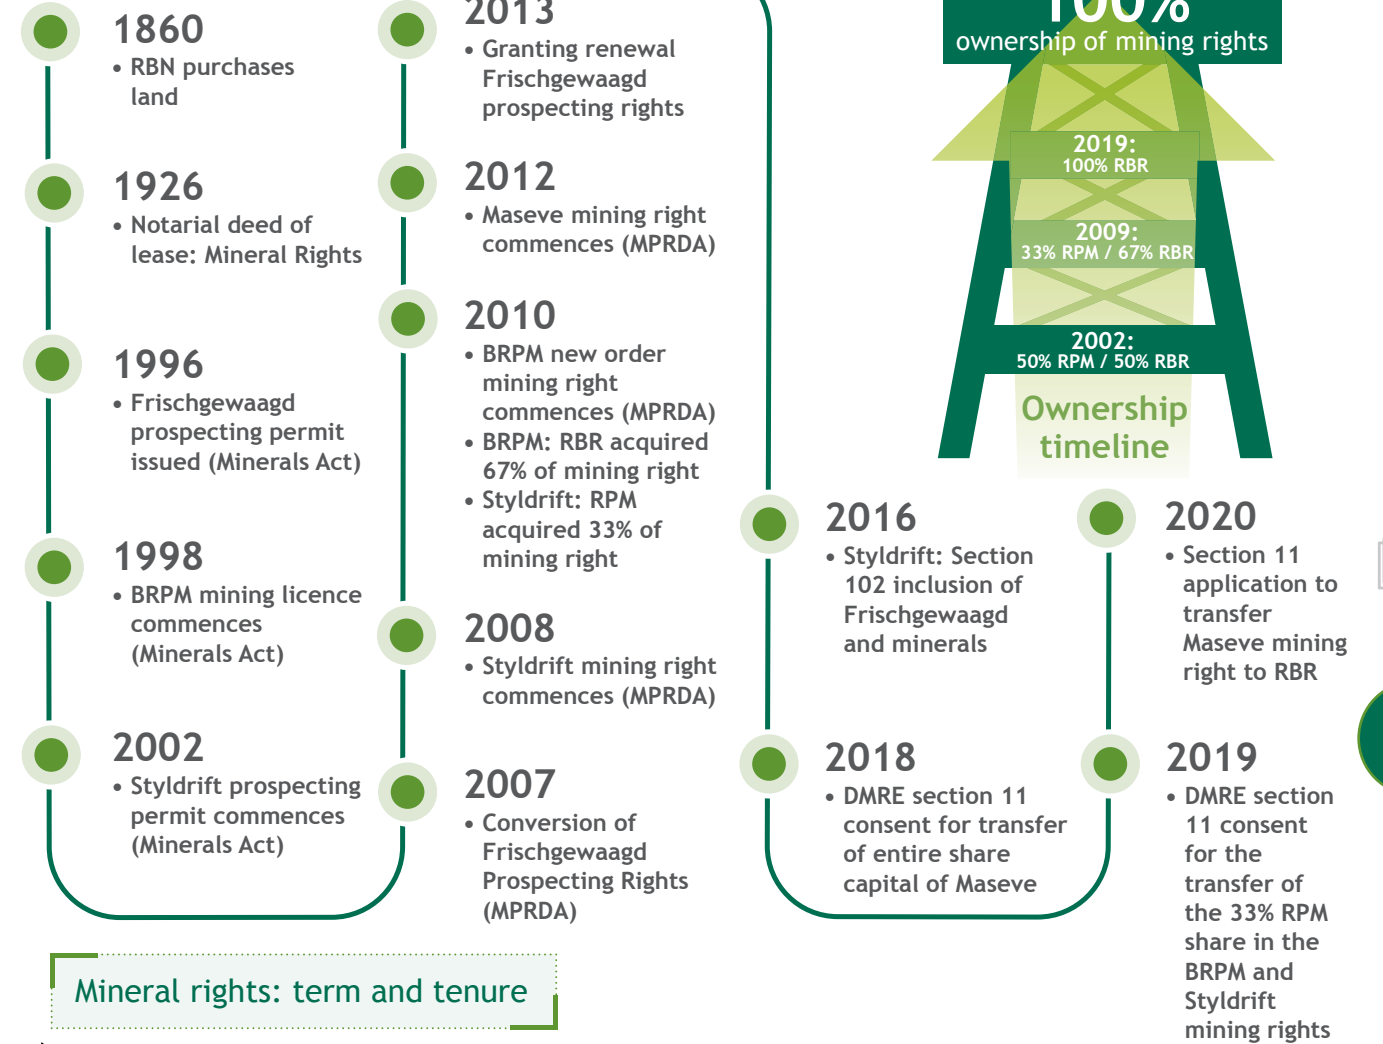 1860
• RBN purchases
land
1926
• Notarial deed of
lease: Mineral Rights
1996
• Frischgewaagd
prospecting permit
issued (Minerals Act)
1998
• BRPM mining licence
commences
(Minerals Act)
2002
• Styldrift prospecting
permit commences
(Minerals Act)
2013
• Granting renewal
Frischgewaagd
prospecting rights
2012
• Maseve mining right
commences (MPRDA)
2010
• BRPM new order
mining right
commences (MPRDA)
• BRPM: RBR acquired
67% of mining right
• Styldrift: RPM
acquired 33% of
mining right
2008
• Styldrift mining right
commences (MPRDA)
2007
• Conversion of
Frischgewaagd
Prospecting Rights
(MPRDA)
100%
ownership of mining rights
2019:
100% RBR
2009:
33% RPM / 67% RBR
2002:
50% RPM / 50% RBR
Ownership
timeline
2016
• Styldrift: Section
102 inclusion of
Frischgewaagd
and minerals
2018
• DMRE section 11
consent for transfer
of entire share
capital of Maseve
2020
• Section 11
application to
transfer
Maseve mining
right to RBR
2019
• DMRE section
11 consent
for the
transfer of
the 33% RPM
share in the
BRPM and
Styldrift
mining rights
Mineral rights: term and tenure